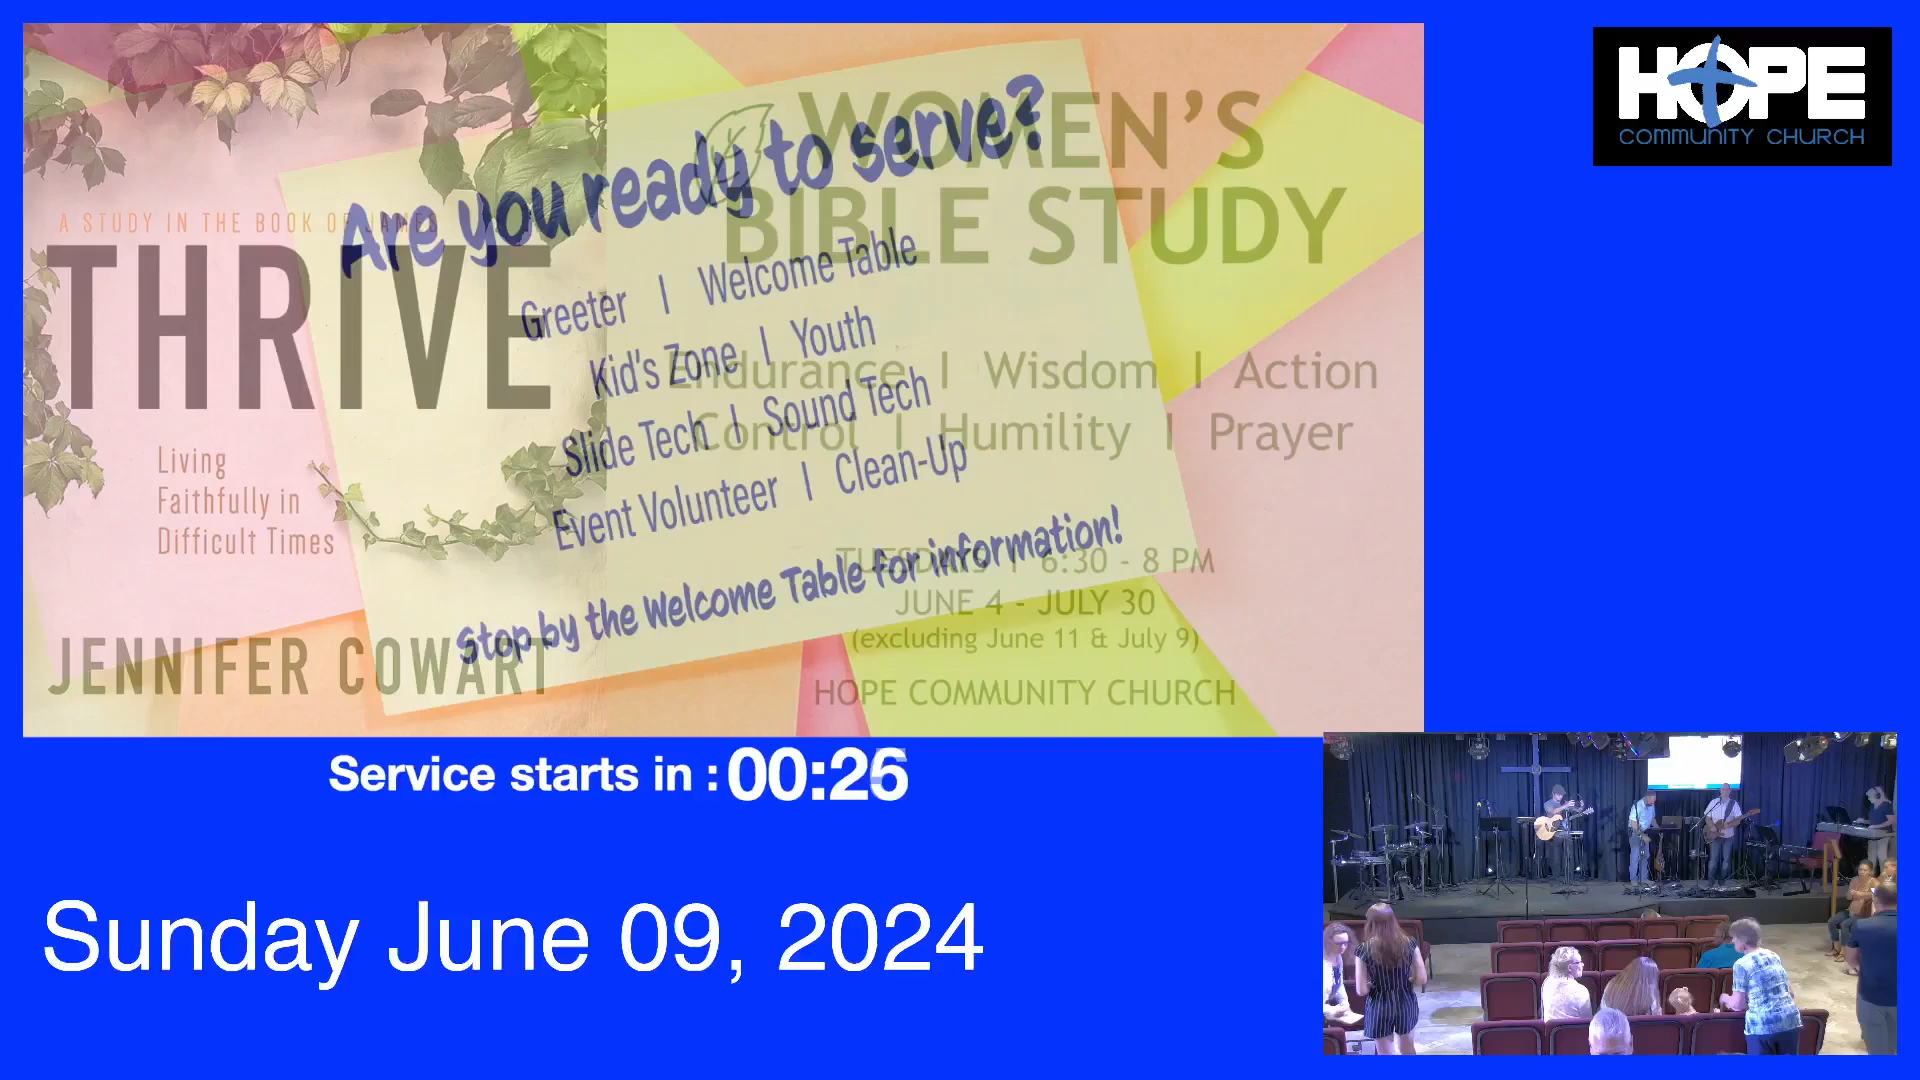 HOPE
COMMUNITY CHURCH
Are you ready to serve?
Greeter | Welcome Table
Kid's Zone | Youth
Slide Tech | Sound Tech
Event Volunteer | Clean-Up
Stop by the Welcome Table for information!
A STUDY IN THE BOOK OF JAMES
THRIVE
Living
Faithfully in
Difficult Times
JENNIFER COWART
WOMEN'S
BIBLE STUDY
Endurance | Wisdom | Action
Control | Humility | Prayer
TUESDAYS | 6:30 - 8 PM
JUNE 4 - JULY 30
(excluding June 11 & July 9)
HOPE COMMUNITY CHURCH
Service starts in : 00:26
Sunday June 09, 2024